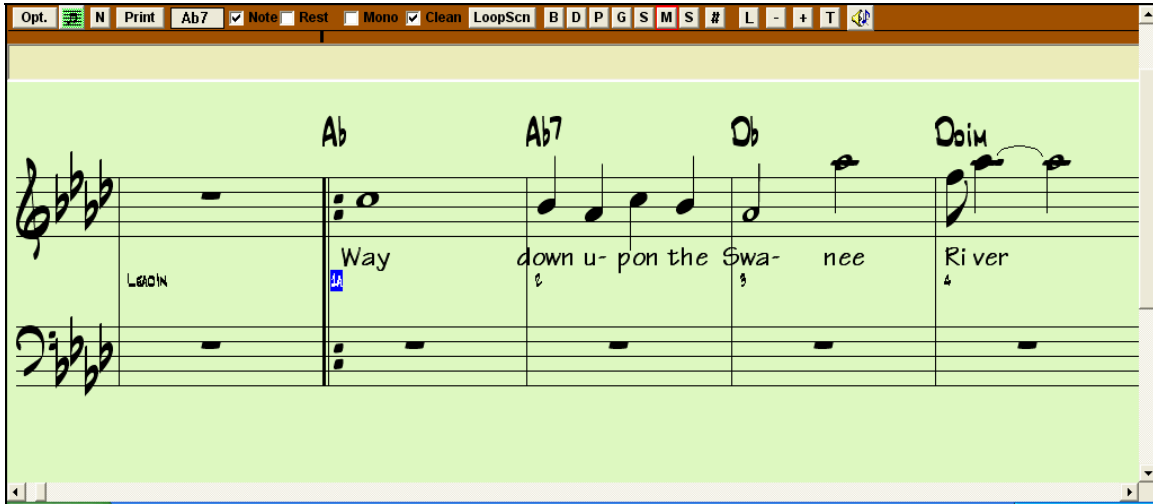 Opt. N Print Ab7 Note Rest Mono Clean LoopScn B D P G S M S # L - + T
Ab Ab7 Db Ddim
Way down u- pon the Swa- nee Ri ver
LEADIN 1A 2 3 4